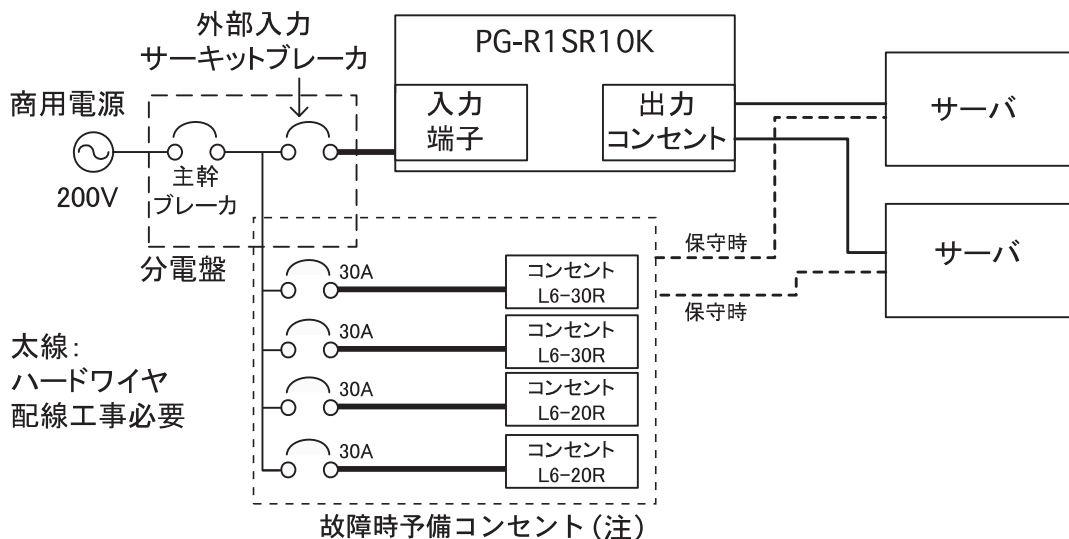 外部入力
サーキットブレーカ
商用電源
200V
主幹
ブレーカ
分電盤
PG-R1SR10K
入力
端子
出力
コンセント
サーバ
サーバ
保守時
保守時
30A
コンセント
L6-30R
30A
コンセント
L6-30R
30A
コンセント
L6-20R
30A
コンセント
L6-20R
太線:
ハードワイヤ
配線工事必要
故障時予備コンセント(注)